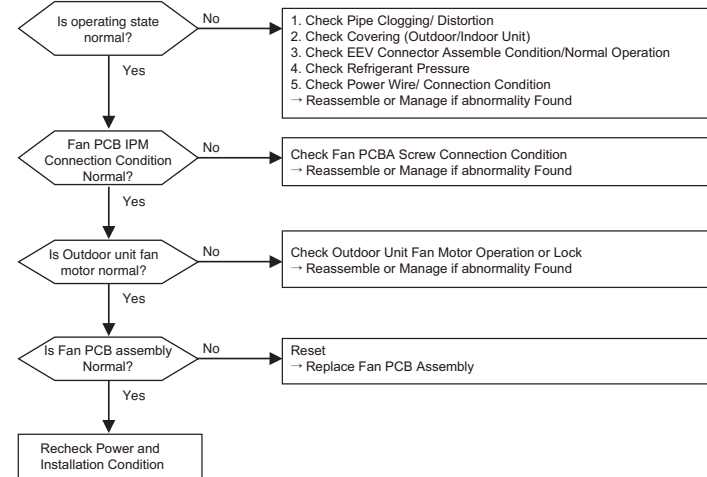 Is operating state
normal?
No
Yes
1. Check Pipe Clogging/ Distortion
2. Check Covering (Outdoor/Indoor Unit)
3. Check EEV Connector Assemble Condition/Normal Operation
4. Check Refrigerant Pressure
5. Check Power Wire/ Connection Condition
→ Reassemble or Manage if abnormality Found
Fan PCB IPM
Connection Condition
Normal?
No
Yes
Check Fan PCBA Screw Connection Condition
→ Reassemble or Manage if abnormality Found
Is Outdoor unit fan
motor normal?
No
Yes
Check Outdoor Unit Fan Motor Operation or Lock
→ Reassemble or Manage if abnormality Found
Is Fan PCB assembly
Normal?
No
Yes
Reset
→ Replace Fan PCB Assembly
Recheck Power and
Installation Condition